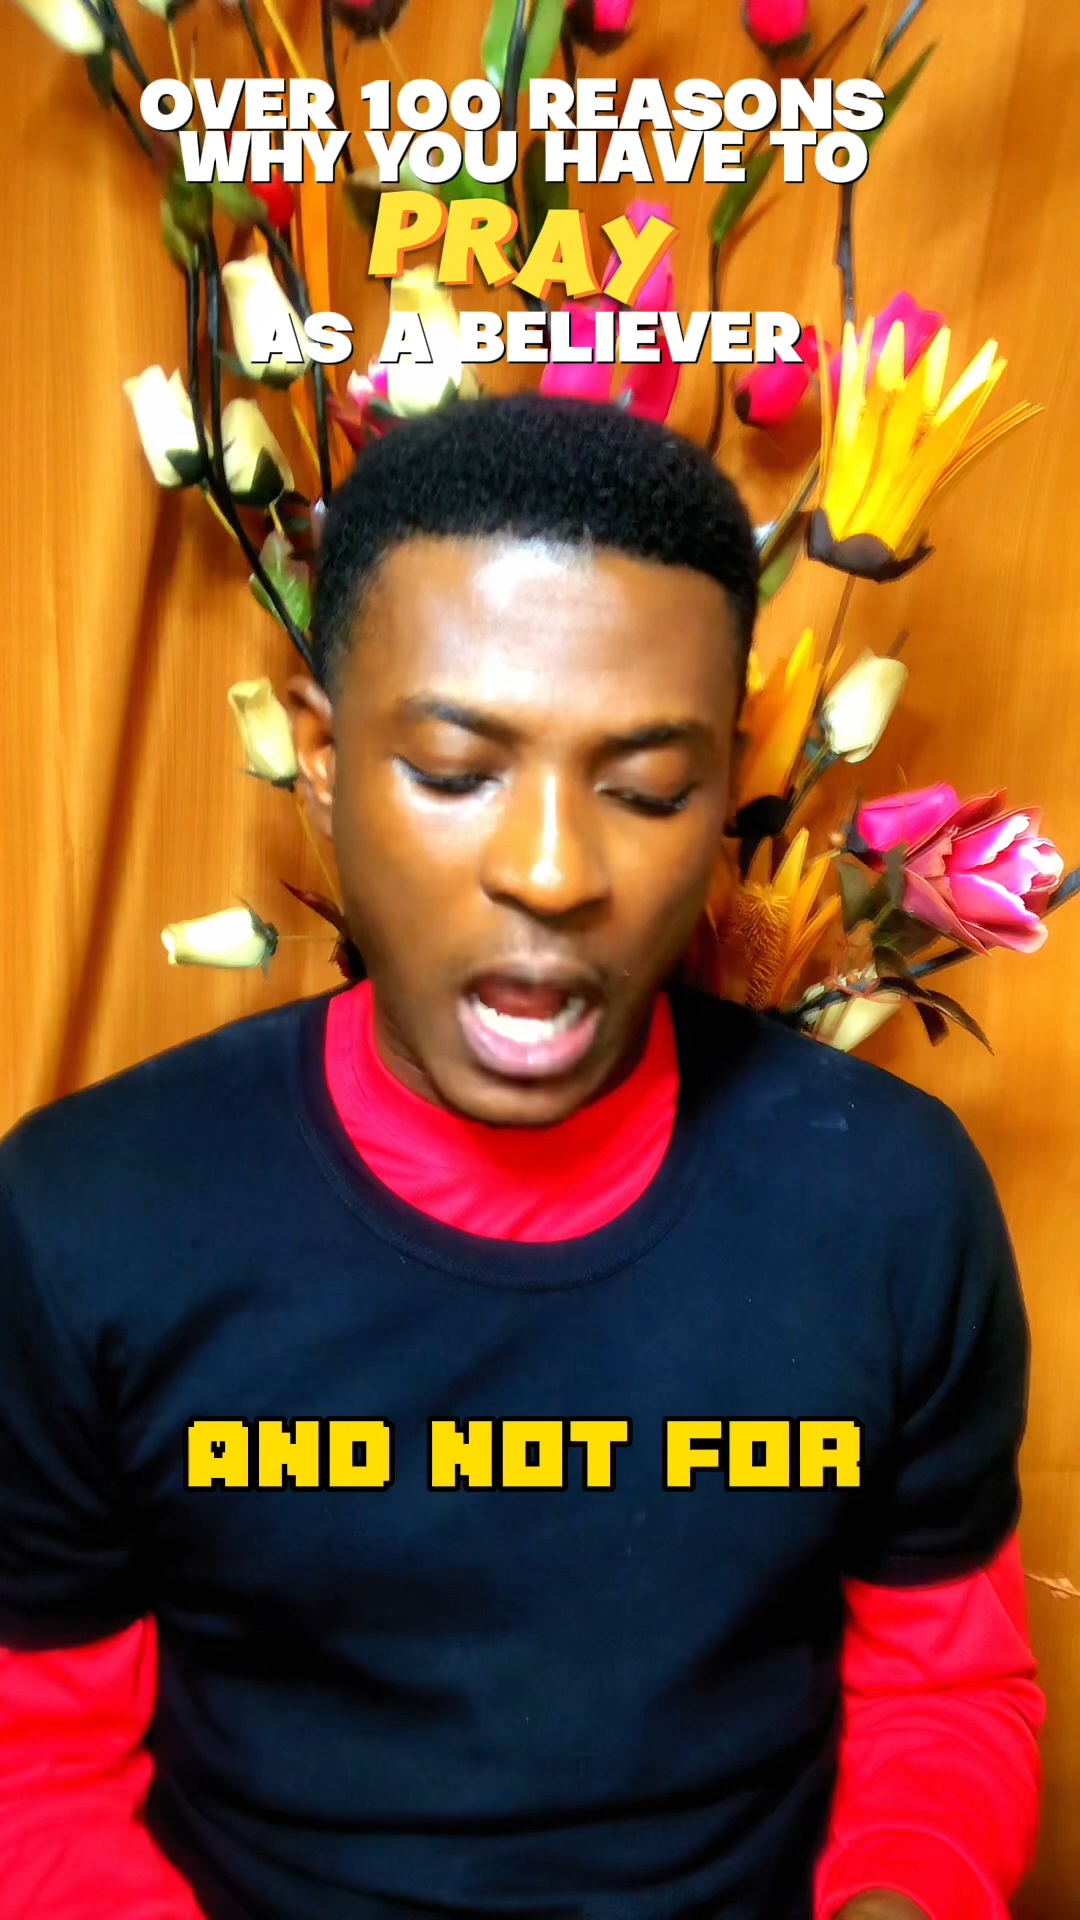 OVER 100 REASONS
WHY YOU HAVE TO
PRAY
AS A BELIEVER
AND NOT FOR